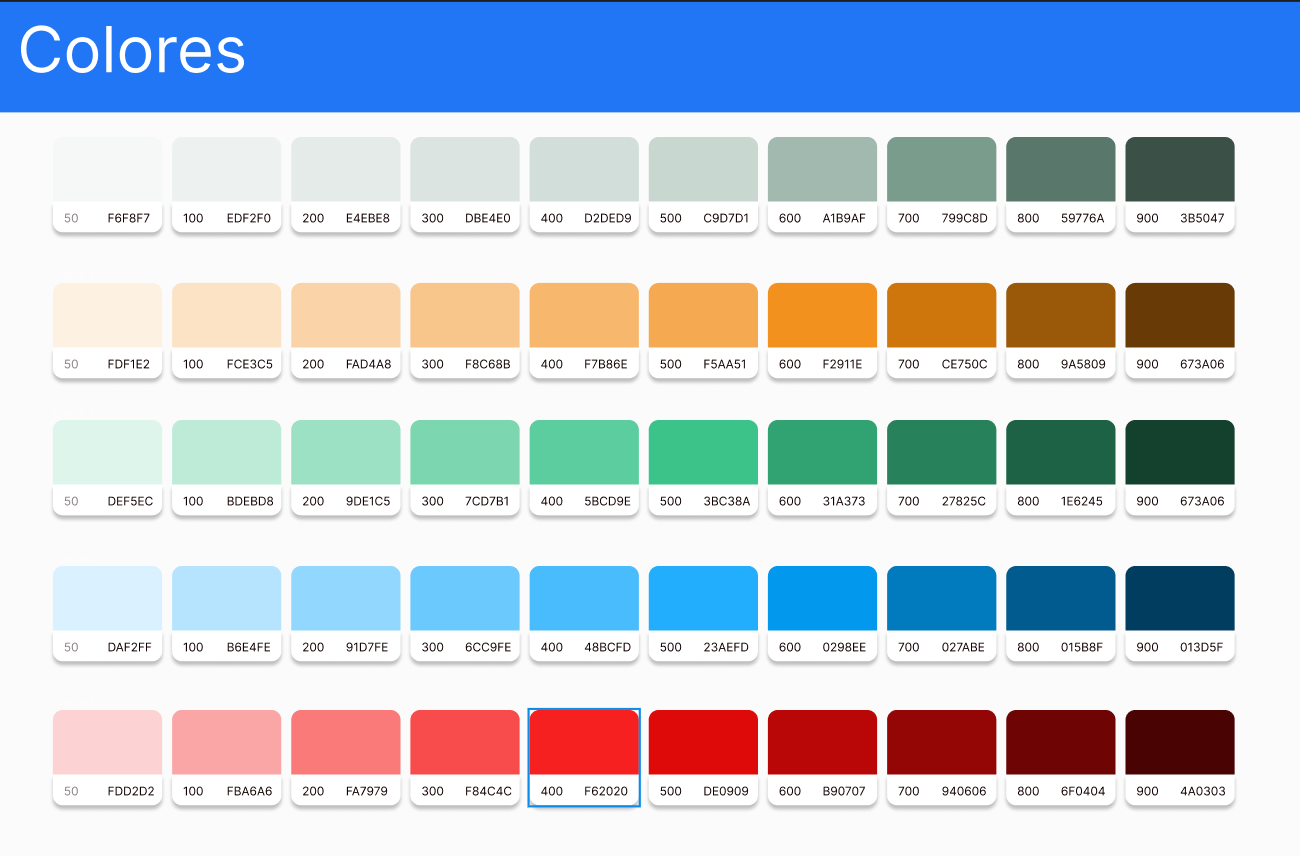 Colores
50 F6F8F7 100 EDF2F0 200 E4EBE8 300 DBE4E0 400 D2DED9 500 C9D7D1 600 A1B9AF 700 799C8D 800 59776A 900 3B5047
50 FDF1E2 100 FCE3C5 200 FAD4A8 300 F8C68B 400 F7B86E 500 F5AA51 600 F2911E 700 CE750C 800 9A5809 900 673A06
50 DEF5EC 100 BDEBD8 200 9DE1C5 300 7CD7B1 400 5BCD9E 500 3BC38A 600 31A373 700 27825C 800 1E6245 900 673A06
50 DAF2FF 100 B6E4FE 200 91D7FE 300 6CC9FE 400 48BCFD 500 23AEFD 600 0298EE 700 027ABE 800 015B8F 900 013D5F
50 FDD2D2 100 FBA6A6 200 FA7979 300 F84C4C 400 F62020 500 DE0909 600 B90707 700 940606 800 6F0404 900 4A0303